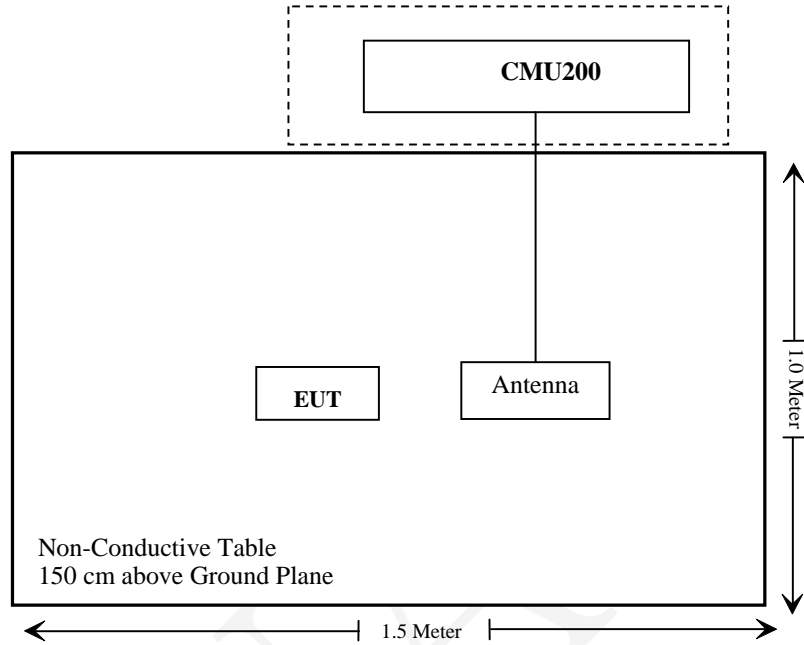 CMU200
EUT
Antenna
1.0 Meter
Non-Conductive Table
150 cm above Ground Plane
1.5 Meter